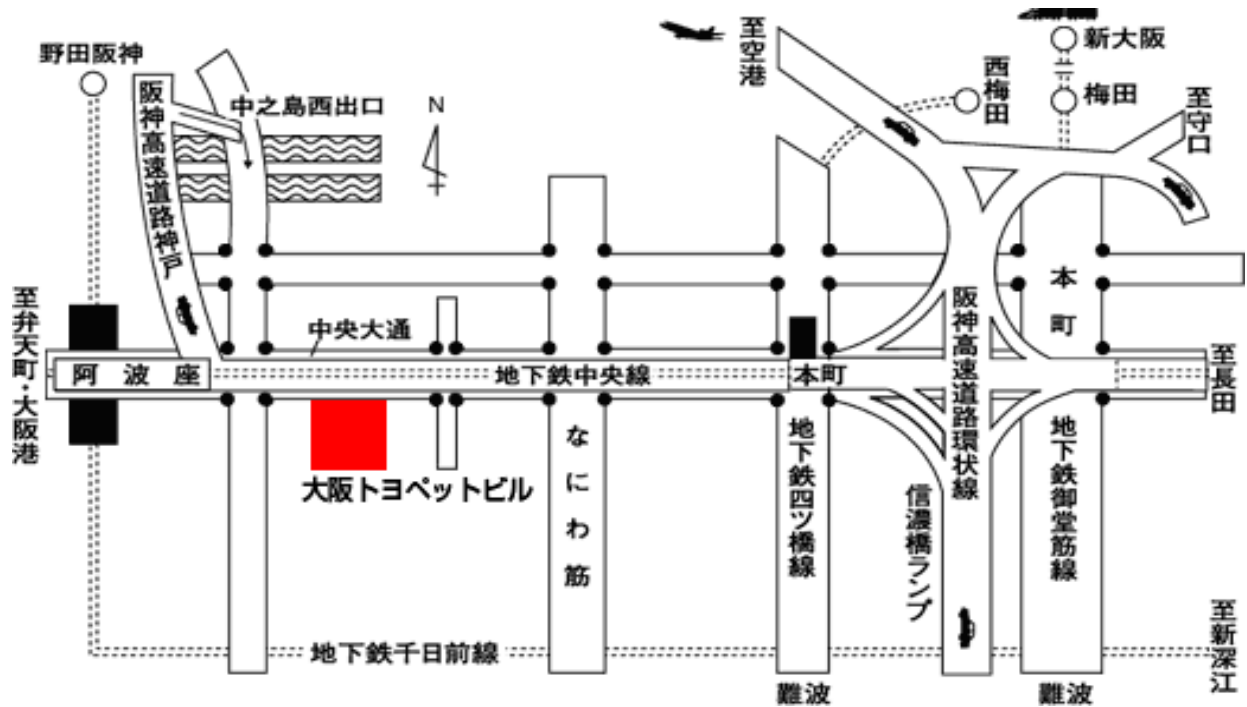 野田阪神
阪神高速道路神戸
中之島西出口
N
至空港
西梅田
新大阪
梅田
至守口
本町
至弁天町・大阪港
阿波座
中央大通
地下鉄中央線
本町
阪神高速道路環状線
至長田
大阪トヨペットビル
なにわ筋
地下鉄四ツ橋線
信濃橋ランプ
地下鉄御堂筋線
地下鉄千日前線
至新深江
難波
難波